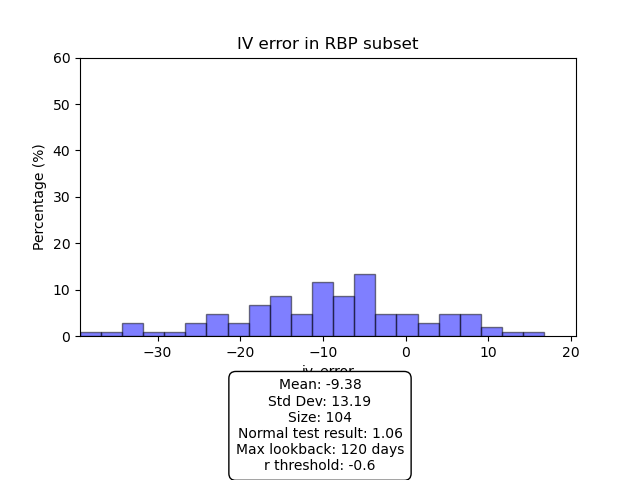 IV error in RBP subset
60
50
40
30
20
10
0
Percentage (%)
−30
−20
−10
0
10
20
iv_error
Mean: -9.38
Std Dev: 13.19
Size: 104
Normal test result: 1.06
Max lookback: 120 days
r threshold: -0.6